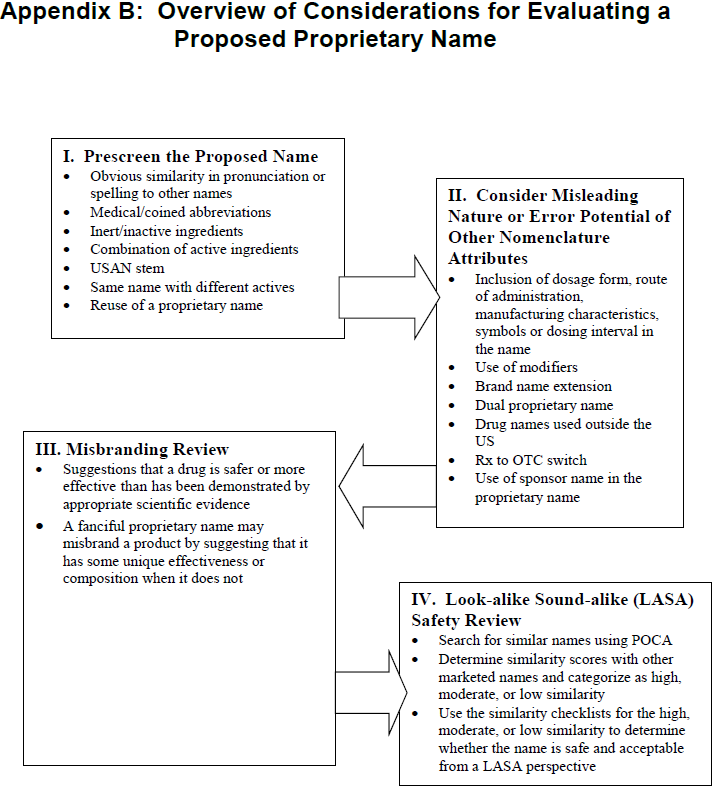 Appendix B:  Overview of Considerations for Evaluating a
Proposed Proprietary Name
I.  Prescreen the Proposed Name
• Obvious similarity in pronunciation or
spelling to other names
• Medical/coined abbreviations
• Inert/inactive ingredients
• Combination of active ingredients
• USAN stem
• Same name with different actives
• Reuse of a proprietary name
II.  Consider Misleading
Nature or Error Potential of
Other Nomenclature
Attributes
• Inclusion of dosage form, route
of administration,
manufacturing characteristics,
symbols or dosing interval in
the name
• Use of modifiers
• Brand name extension
• Dual proprietary name
• Drug names used outside the
US
• Rx to OTC switch
• Use of sponsor name in the
proprietary name
III. Misbranding Review
• Suggestions that a drug is safer or more
effective than has been demonstrated by
appropriate scientific evidence
• A fanciful proprietary name may
misbrand a product by suggesting that it
has some unique effectiveness or
composition when it does not
IV.  Look-alike Sound-alike (LASA)
Safety Review
• Search for similar names using POCA
• Determine similarity scores with other
marketed names and categorize as high,
moderate, or low similarity
• Use the similarity checklists for the high,
moderate, or low similarity to determine
whether the name is safe and acceptable
from a LASA perspective